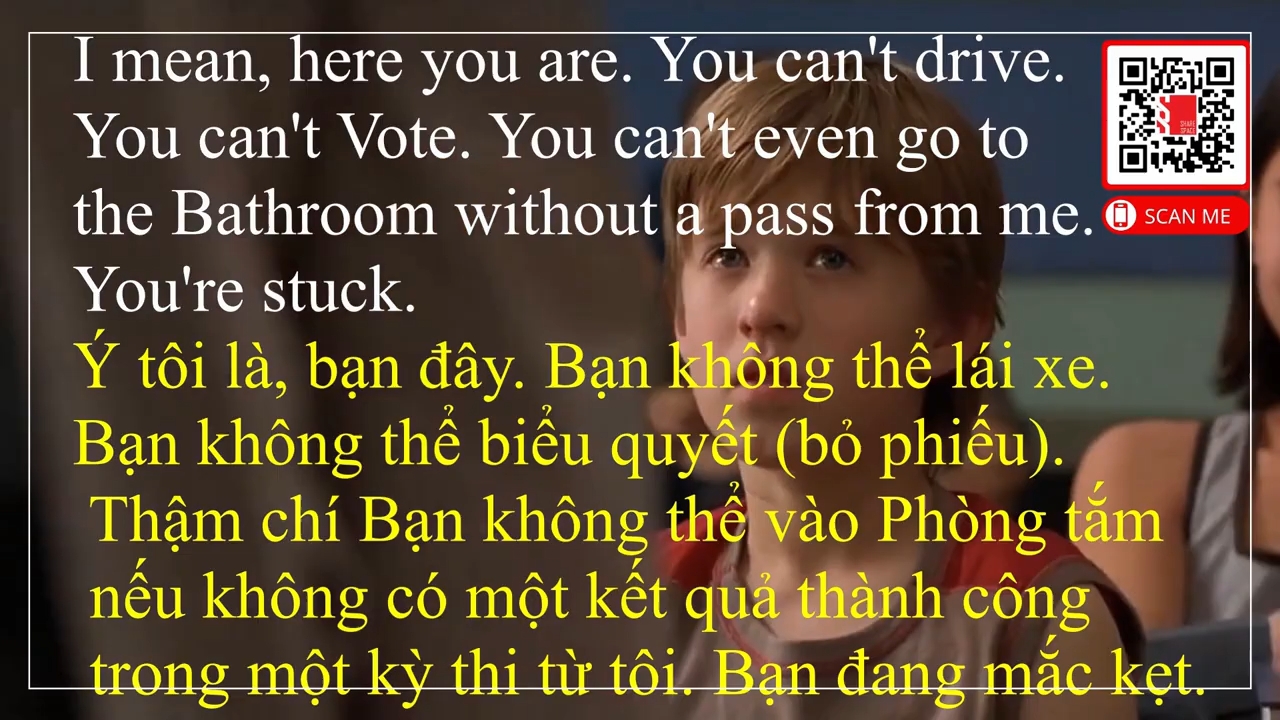 I mean, here you are. You can't drive.
You can't Vote. You can't even go to
the Bathroom without a pass from me.
You're stuck.
Ý tôi là, bạn đây. Bạn không thể lái xe.
Bạn không thể biểu quyết (bỏ phiếu).
Thậm chí Bạn không thể vào Phòng tắm
nếu không có một kết quả thành công
trong một kỳ thi từ tôi. Bạn đang mắc kẹt.
SHARE
SPACE
SCAN ME